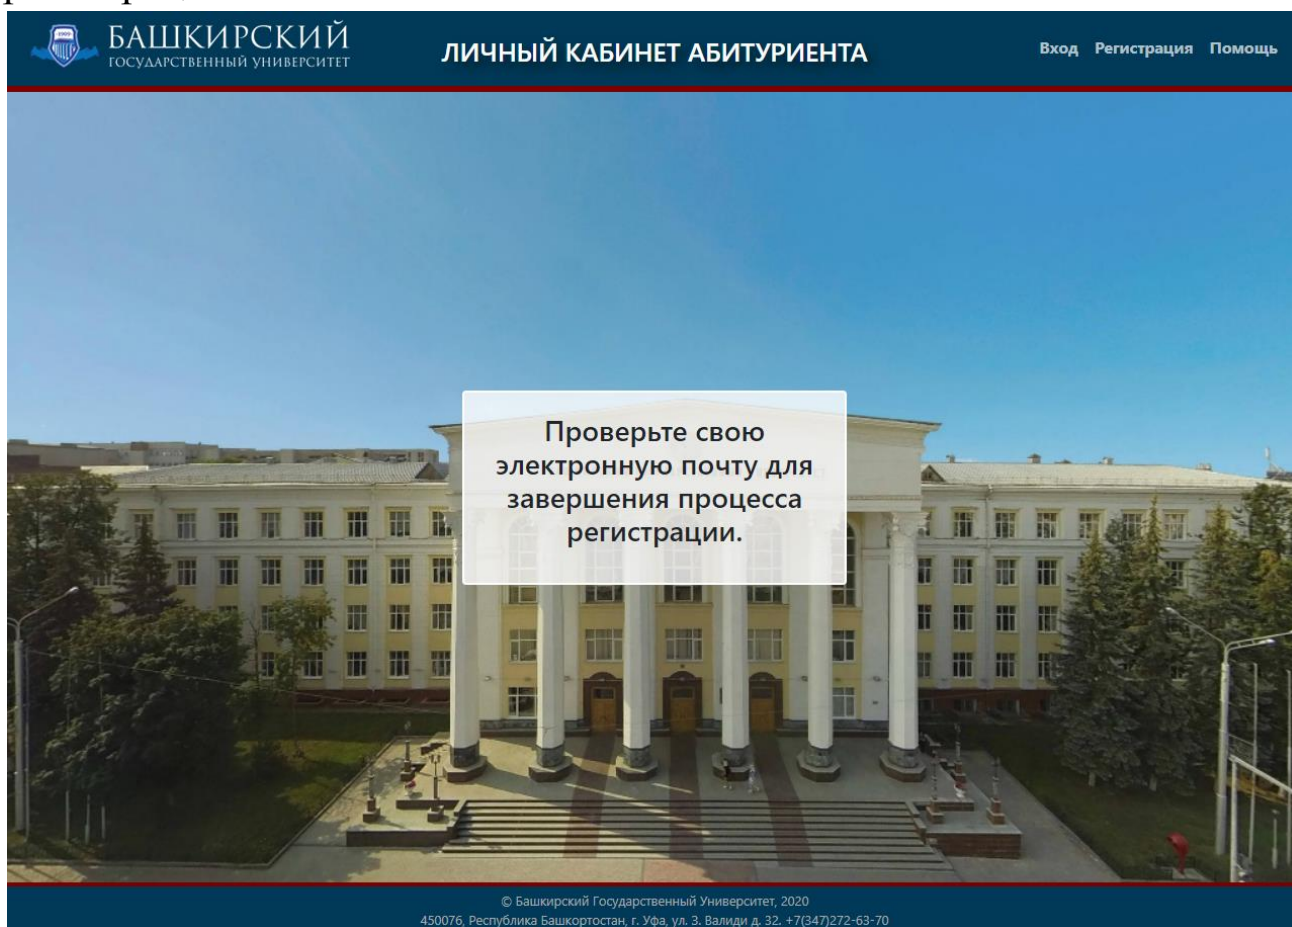 БАШКИРСКИЙ
ГОСУДАРСТВЕННЫЙ УНИВЕРСИТЕТ
ЛИЧНЫЙ КАБИНЕТ АБИТУРИЕНТА
Вход Регистрация Помощь
Проверьте свою
электронную почту для
завершения процесса
регистрации.
© Башкирский Государственный Университет, 2020
450076, Республика Башкортостан, г. Уфа, ул. З. Валиди д. 32. +7(347)272-63-70